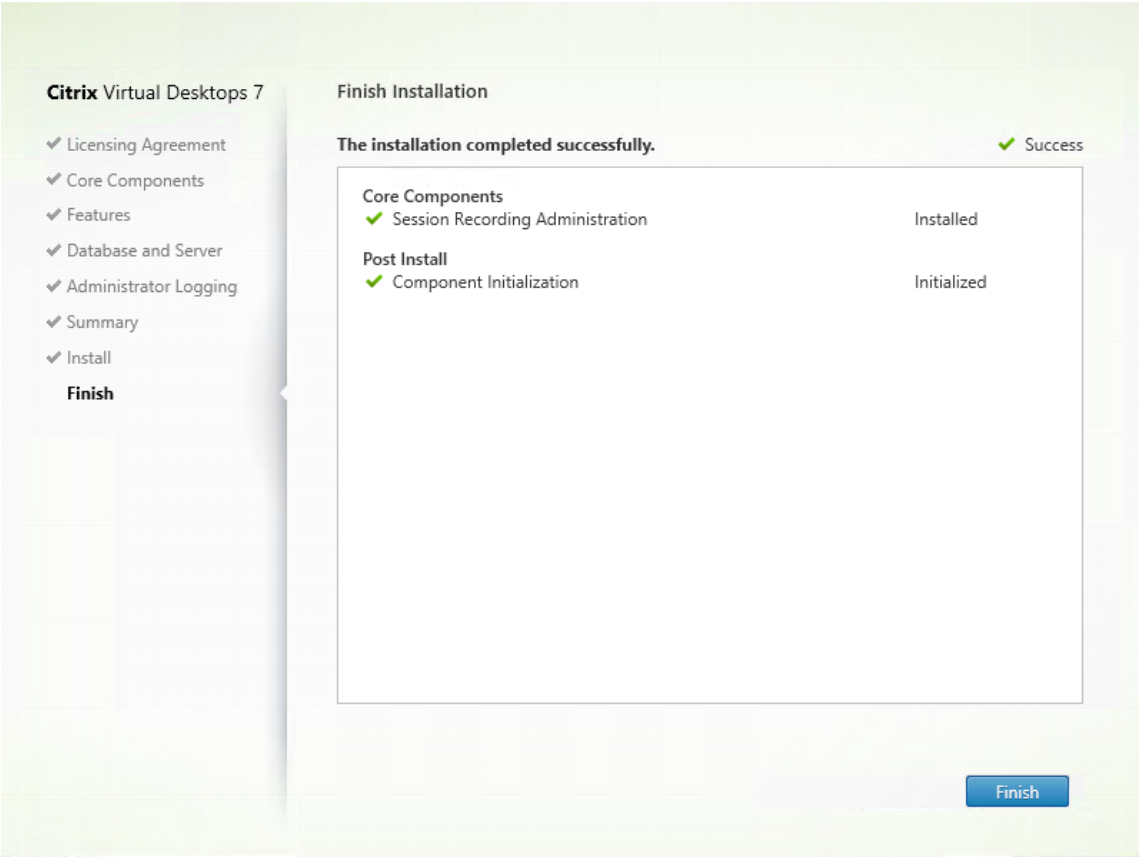 Citrix Virtual Desktops 7
Licensing Agreement
Core Components
Features
Database and Server
Administrator Logging
Summary
Install
Finish
Finish Installation
The installation completed successfully.
Success
Core Components
Session Recording Administration Installed
Post Install
Component Initialization Initialized
Finish